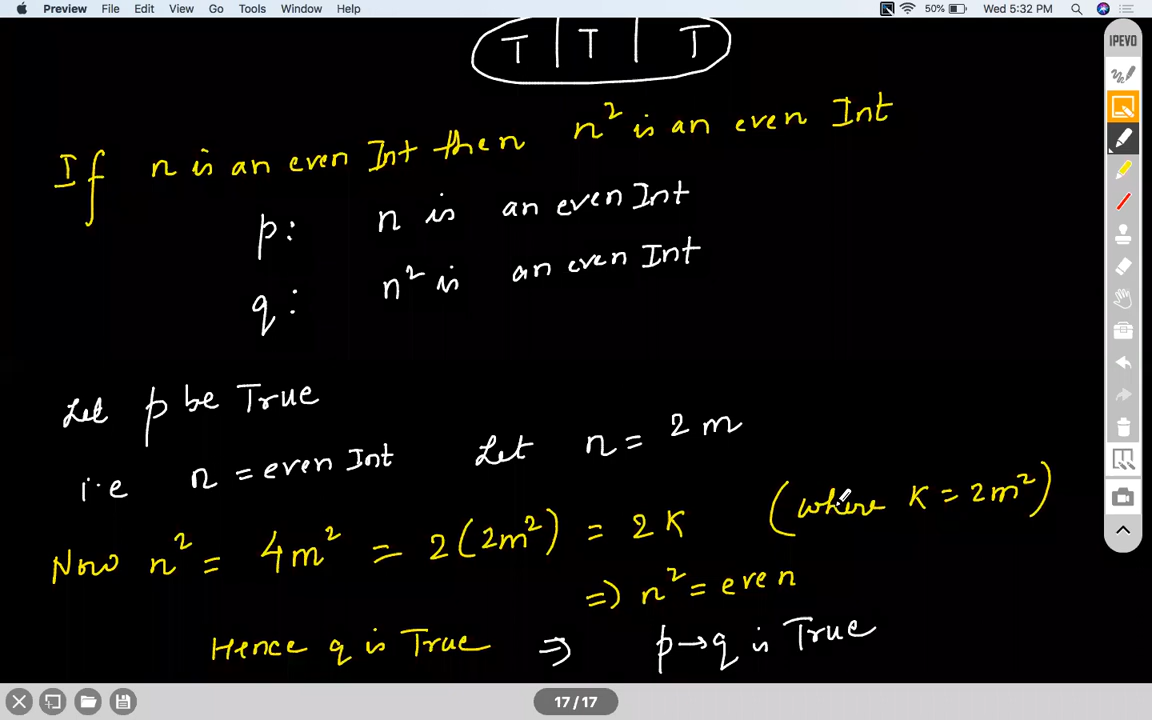 Preview File Edit View Go Tools Window Help 50% Wed 5:32 PM
IPEVO
T | T | T
If n is an even Int then n² is an even Int
p: n is an even Int
q: n² is an even Int
Let p be True
i.e n = even Int Let n = 2m
Now n² = 4m² = 2(2m²) = 2K (where K = 2m²)
=> n² = even
Hence q is True => p→q is True
17/17